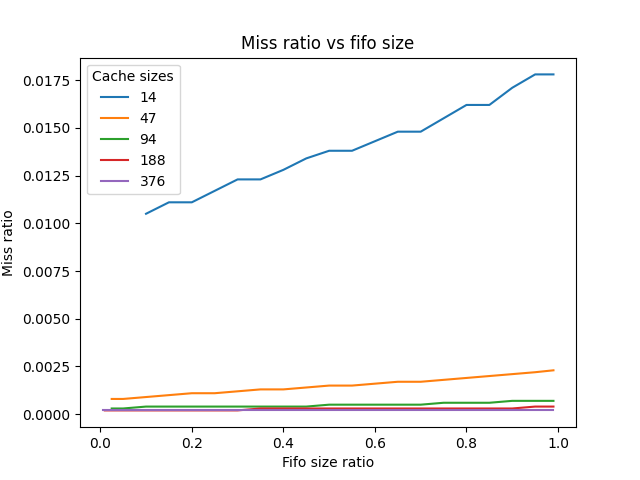 Miss ratio vs fifo size
Cache sizes
14
47
94
188
376
0.0175
0.0150
0.0125
0.0100
0.0075
0.0050
0.0025
0.0000
Miss ratio
0.0 0.2 0.4 0.6 0.8 1.0
Fifo size ratio